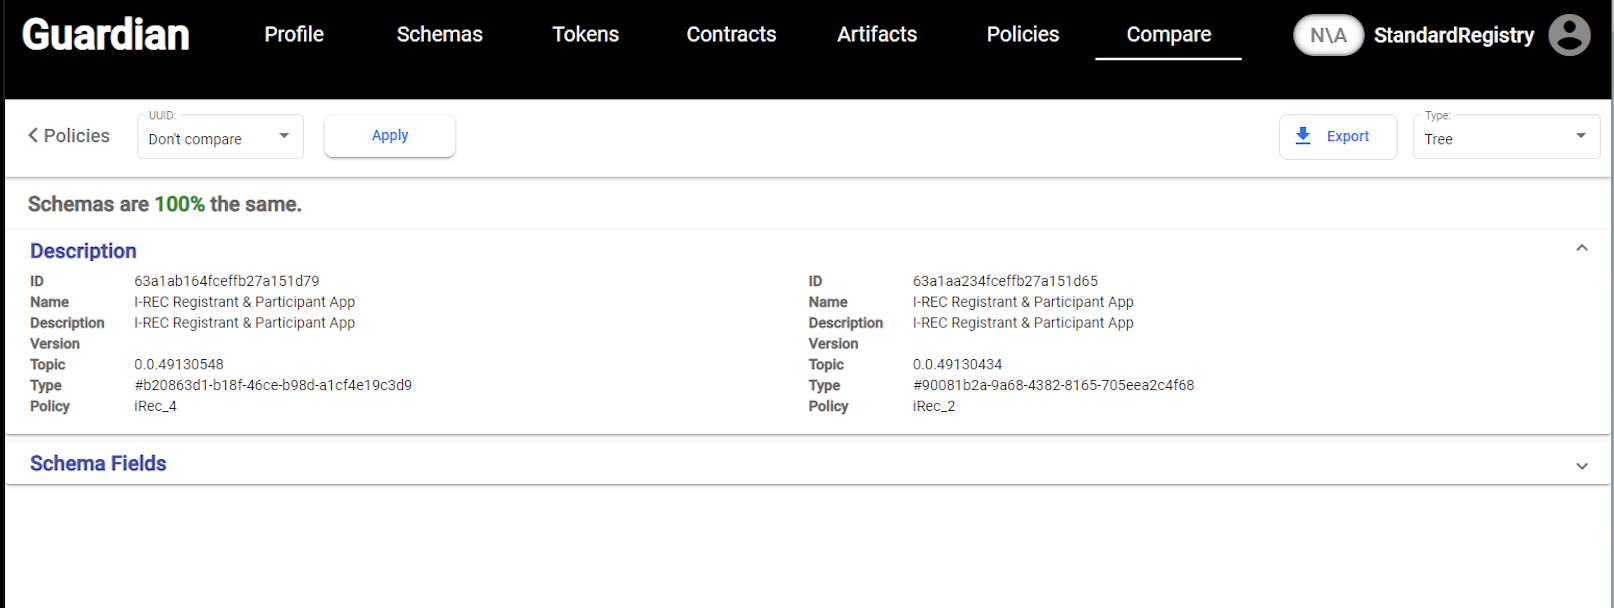 Guardian Profile Schemas Tokens Contracts Artifacts Policies Compare N\A StandardRegistry
UUID: Type:
Policies Don't compare Apply Export Tree
Schemas are 100% the same.
Description
ID 63a1ab164fceffb27a151d79 ID 63a1aa234fceffb27a151d65
Name I-REC Registrant & Participant App Name I-REC Registrant & Participant App
Description I-REC Registrant & Participant App Description I-REC Registrant & Participant App
Version Version
Topic 0.0.49130548 Topic 0.0.49130434
Type #b20863d1-b18f-46ce-b98d-a1cf4e19c3d9 Type #90081b2a-9a68-4382-8165-705eea2c4f68
Policy iRec_4 Policy iRec_2
Schema Fields